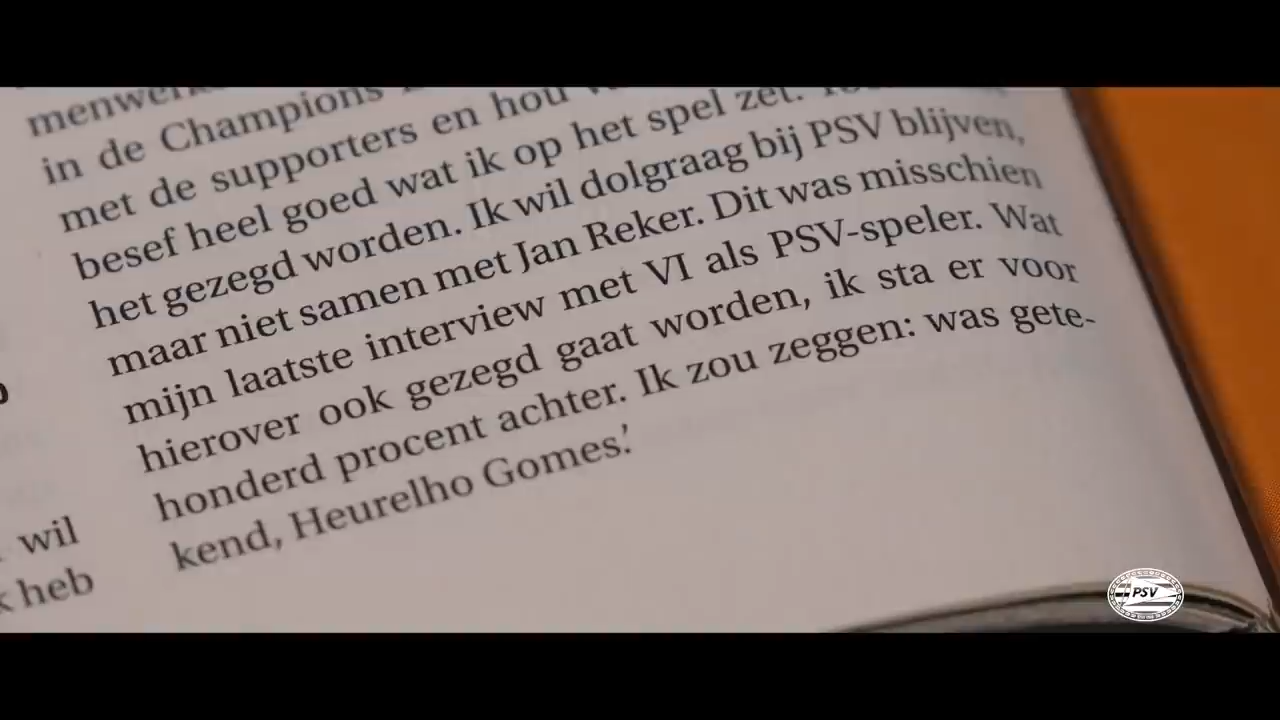 in de Champions
met de supporters en hou
besef heel goed wat ik op het spel zet.
het gezegd worden. Ik wil dolgraag bij PSV blijven,
maar niet samen met Jan Reker. Dit was misschien
mijn laatste interview met VI als PSV-speler. Wat
hierover ook gezegd gaat worden, ik sta er voor
honderd procent achter. Ik zou zeggen: was gete-
kend, Heurelho Gomes.'
wil
heb
PSV